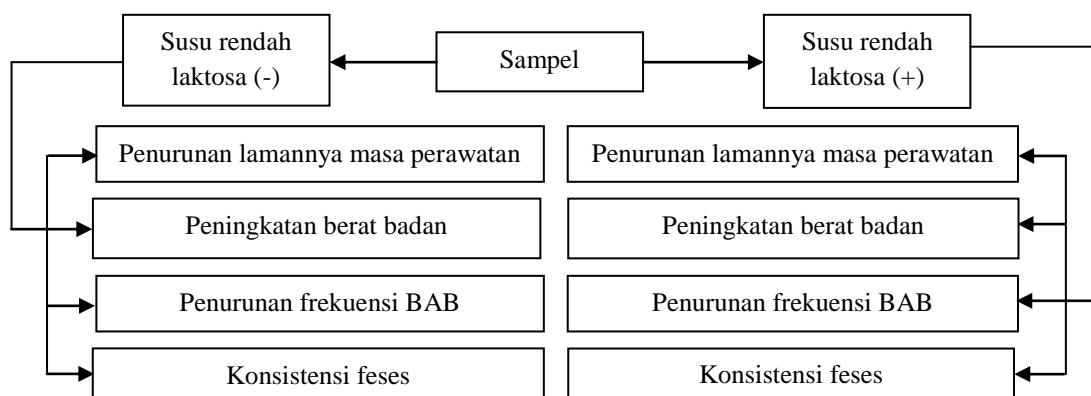 Susu rendah
laktosa (-)
Sampel
Susu rendah
laktosa (+)
Penurunan lamannya masa perawatan
Penurunan lamannya masa perawatan
Peningkatan berat badan
Peningkatan berat badan
Penurunan frekuensi BAB
Penurunan frekuensi BAB
Konsistensi feses
Konsistensi feses